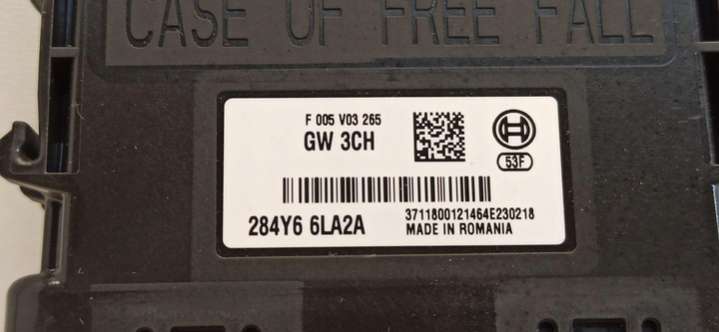 CASE OF FREE FALL
F 005 V03 265
GW 3CH
53F
284Y6 6LA2A
3711800121464E230218
MADE IN ROMANIA